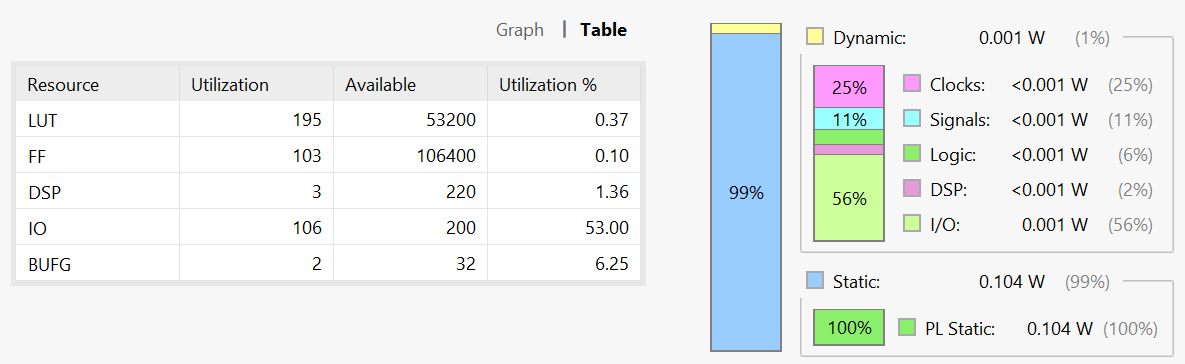 Graph | Table
Resource Utilization Available Utilization %
LUT 195 53200 0.37
FF 103 106400 0.10
DSP 3 220 1.36
IO 106 200 53.00
BUFG 2 32 6.25
99%
Dynamic: 0.001 W (1%)
25%
11%
56%
Clocks: <0.001 W (25%)
Signals: <0.001 W (11%)
Logic: <0.001 W (6%)
DSP: <0.001 W (2%)
I/O: 0.001 W (56%)
Static: 0.104 W (99%)
100%
PL Static: 0.104 W (100%)